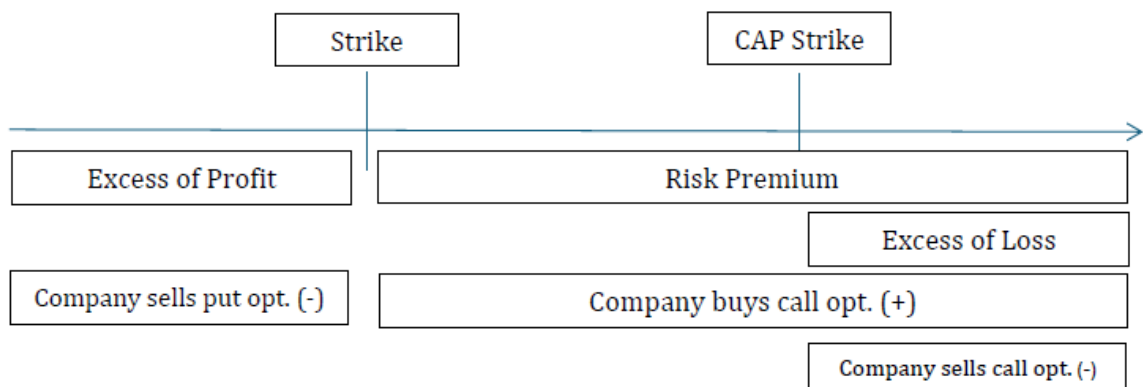 Strike
CAP Strike
Excess of Profit
Risk Premium
Excess of Loss
Company sells put opt. (-)
Company buys call opt. (+)
Company sells call opt. (-)